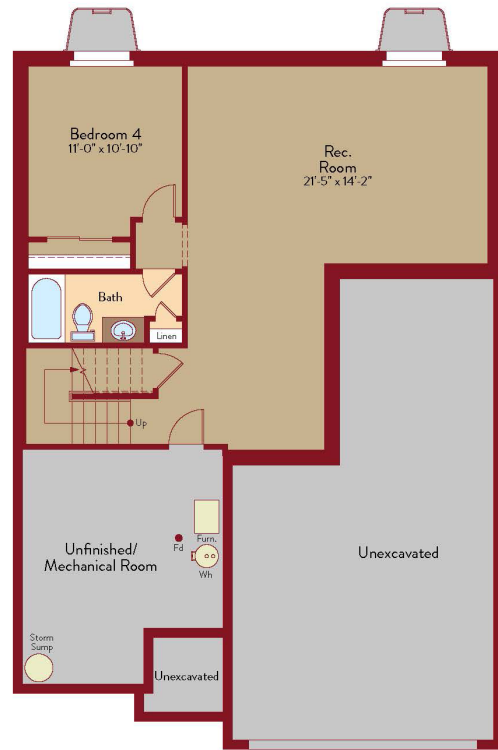 Bedroom 4
11'-0" x 10'-10"
Rec.
Room
21'-5" x 14'-2"
Bath
Linen
Up
Unfinished/
Mechanical Room
Fd
Furn.
Wh
Storm
Sump
Unexcavated
Unexcavated